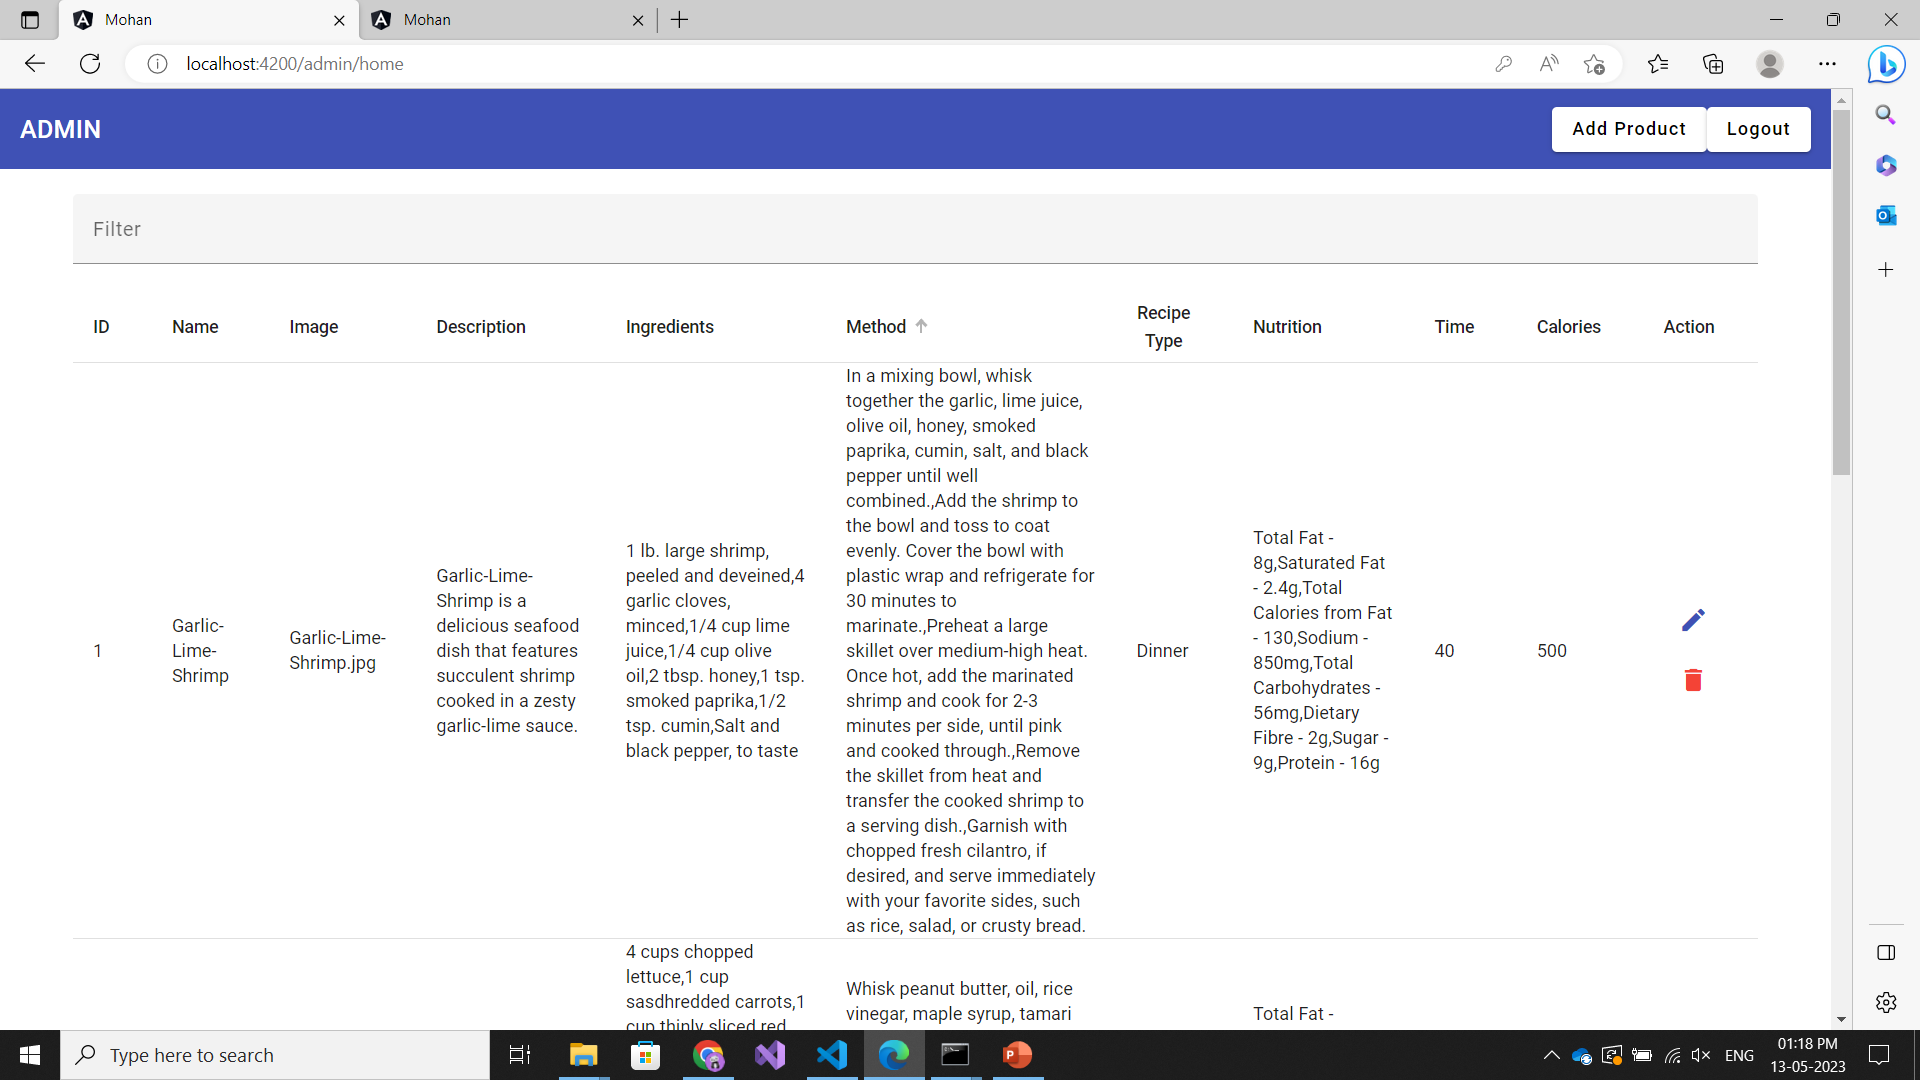 Mohan
Mohan
localhost:4200/admin/home
ADMIN
Add Product
Logout
Filter
ID
Name
Image
Description
Ingredients
Method
Recipe
Type
Nutrition
Time
Calories
Action
1
Garlic-
Lime-
Shrimp
Garlic-Lime-
Shrimp.jpg
Garlic-Lime-
Shrimp is a
delicious seafood
dish that features
succulent shrimp
cooked in a zesty
garlic-lime sauce.
1 lb. large shrimp,
peeled and deveined,4
garlic cloves,
minced,1/4 cup lime
juice,1/4 cup olive
oil,2 tbsp. honey,1 tsp.
smoked paprika,1/2
tsp. cumin,Salt and
black pepper, to taste
In a mixing bowl, whisk
together the garlic, lime juice,
olive oil, honey, smoked
paprika, cumin, salt, and black
pepper until well
combined.,Add the shrimp to
the bowl and toss to coat
evenly. Cover the bowl with
plastic wrap and refrigerate for
30 minutes to
marinate.,Preheat a large
skillet over medium-high heat.
Once hot, add the marinated
shrimp and cook for 2-3
minutes per side, until pink
and cooked through.,Remove
the skillet from heat and
transfer the cooked shrimp to
a serving dish.,Garnish with
chopped fresh cilantro, if
desired, and serve immediately
with your favorite sides, such
as rice, salad, or crusty bread.
Dinner
Total Fat -
8g,Saturated Fat
- 2.4g,Total
Calories from Fat
- 130,Sodium -
850mg,Total
Carbohydrates -
56mg,Dietary
Fibre - 2g,Sugar -
9g,Protein - 16g
40
500
4 cups chopped
lettuce,1 cup
sasdhredded carrots,1
cup thinly sliced red
Whisk peanut butter, oil, rice
vinegar, maple syrup, tamari
Total Fat -
Type here to search
ENG
01:18 PM
13-05-2023